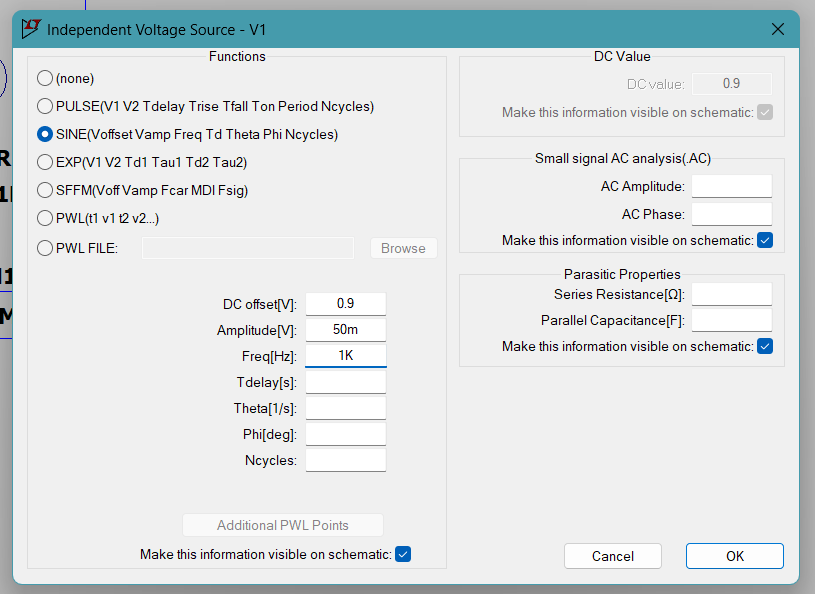 Independent Voltage Source - V1
Functions
(none)
PULSE(V1 V2 Tdelay Trise Tfall Ton Period Ncycles)
SINE(Voffset Vamp Freq Td Theta Phi Ncycles)
EXP(V1 V2 Td1 Tau1 Td2 Tau2)
SFFM(Voff Vamp Fcar MDI Fsig)
PWL(t1 v1 t2 v2...)
PWL FILE: Browse
DC offset[V]: 0.9
Amplitude[V]: 50m
Freq[Hz]: 1K
Tdelay[s]:
Theta[1/s]:
Phi[deg]:
Ncycles:
Additional PWL Points
Make this information visible on schematic:
DC Value
DC value: 0.9
Make this information visible on schematic:
Small signal AC analysis(.AC)
AC Amplitude:
AC Phase:
Make this information visible on schematic:
Parasitic Properties
Series Resistance[Ω]:
Parallel Capacitance[F]:
Make this information visible on schematic:
Cancel OK